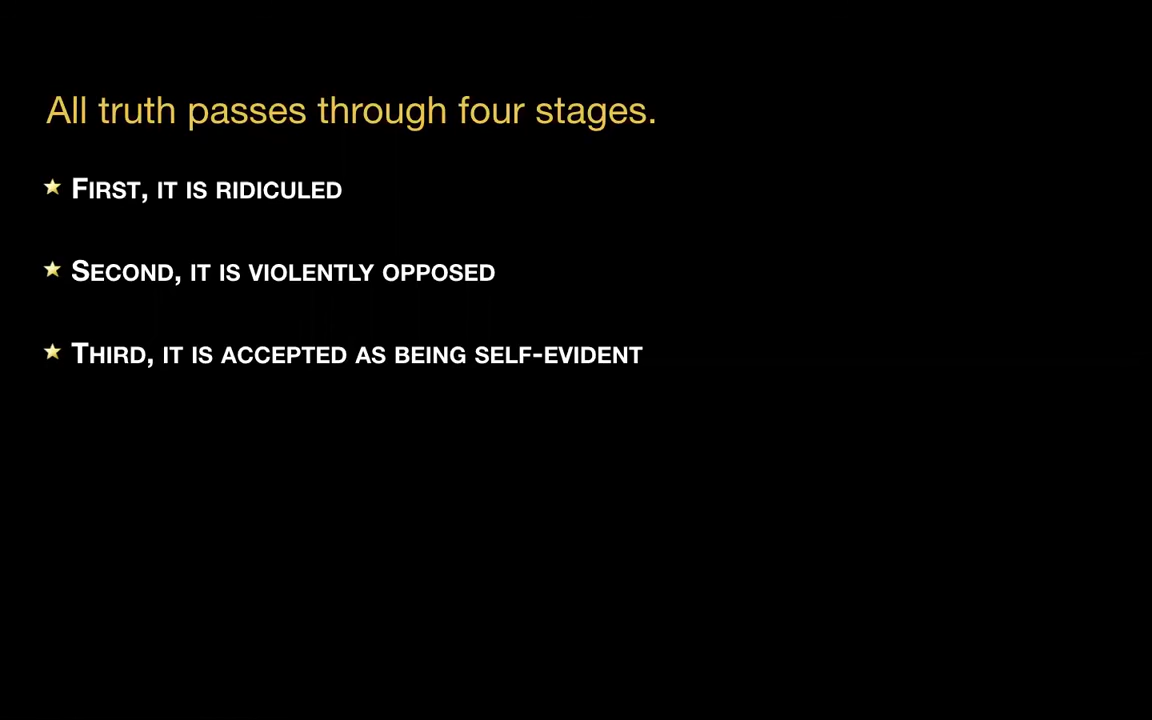 All truth passes through four stages.
First, it is ridiculed
Second, it is violently opposed
Third, it is accepted as being self-evident